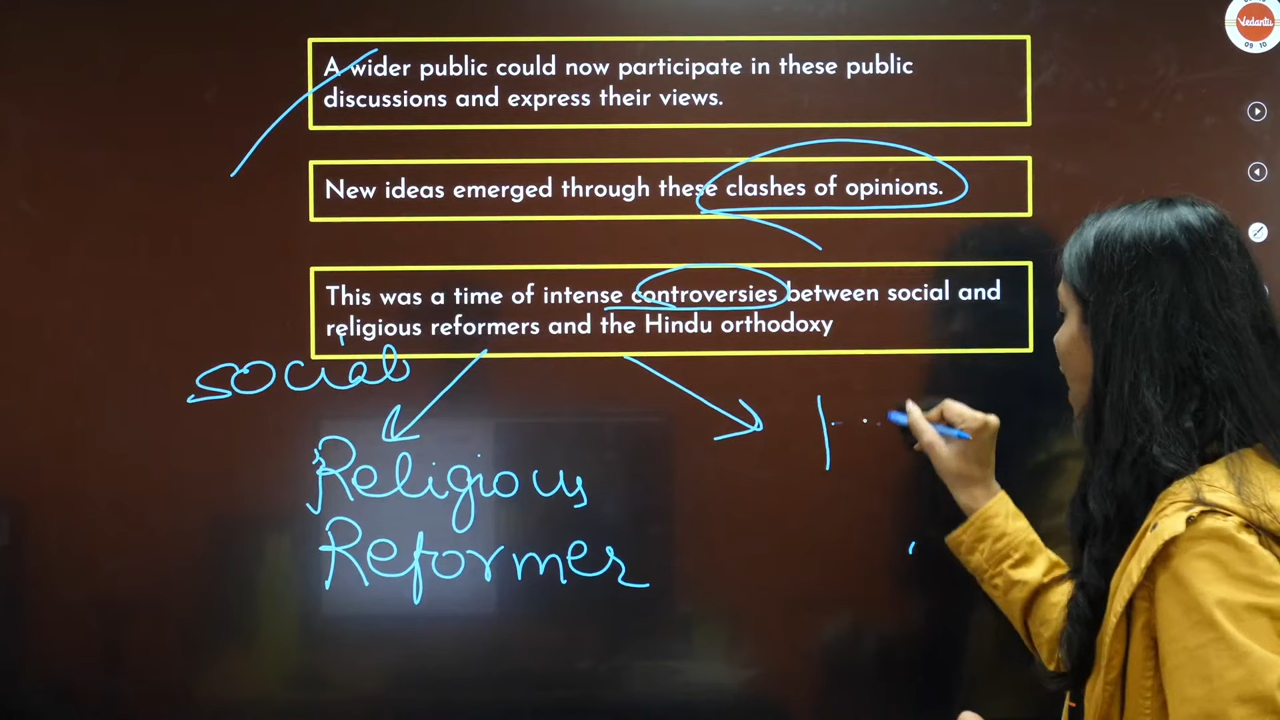 Vedantu
09 10
A wider public could now participate in these public
discussions and express their views.
New ideas emerged through these clashes of opinions.
This was a time of intense controversies between social and
religious reformers and the Hindu orthodoxy
social
Religious
Reformer